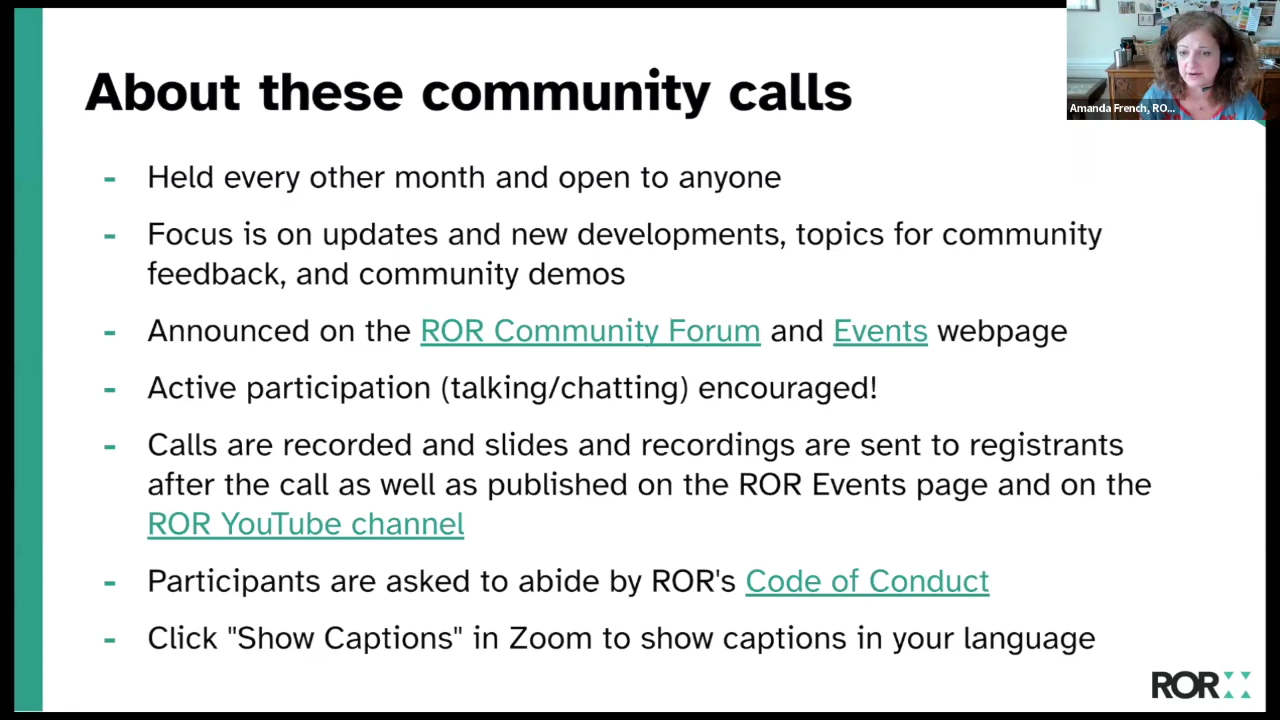 About these community calls
Amanda French, RO...
- Held every other month and open to anyone
- Focus is on updates and new developments, topics for community
feedback, and community demos
- Announced on the ROR Community Forum and Events webpage
- Active participation (talking/chatting) encouraged!
- Calls are recorded and slides and recordings are sent to registrants
after the call as well as published on the ROR Events page and on the
ROR YouTube channel
- Participants are asked to abide by ROR's Code of Conduct
- Click "Show Captions" in Zoom to show captions in your language
ROR